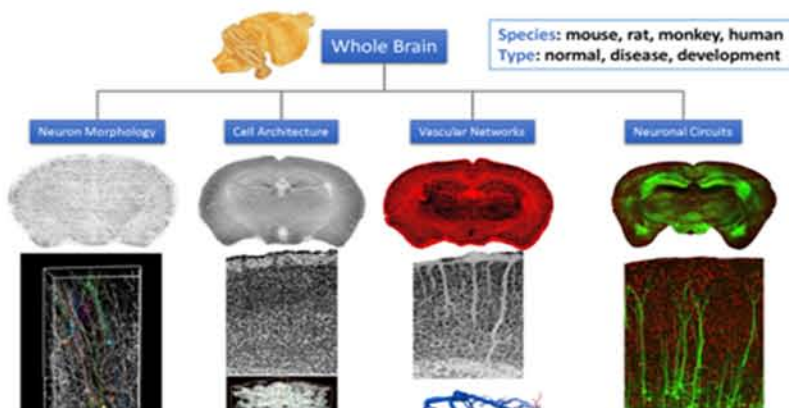 Whole Brain
Species: mouse, rat, monkey, human
Type: normal, disease, development
Neuron Morphology
Cell Architecture
Vascular Networks
Neuronal Circuits